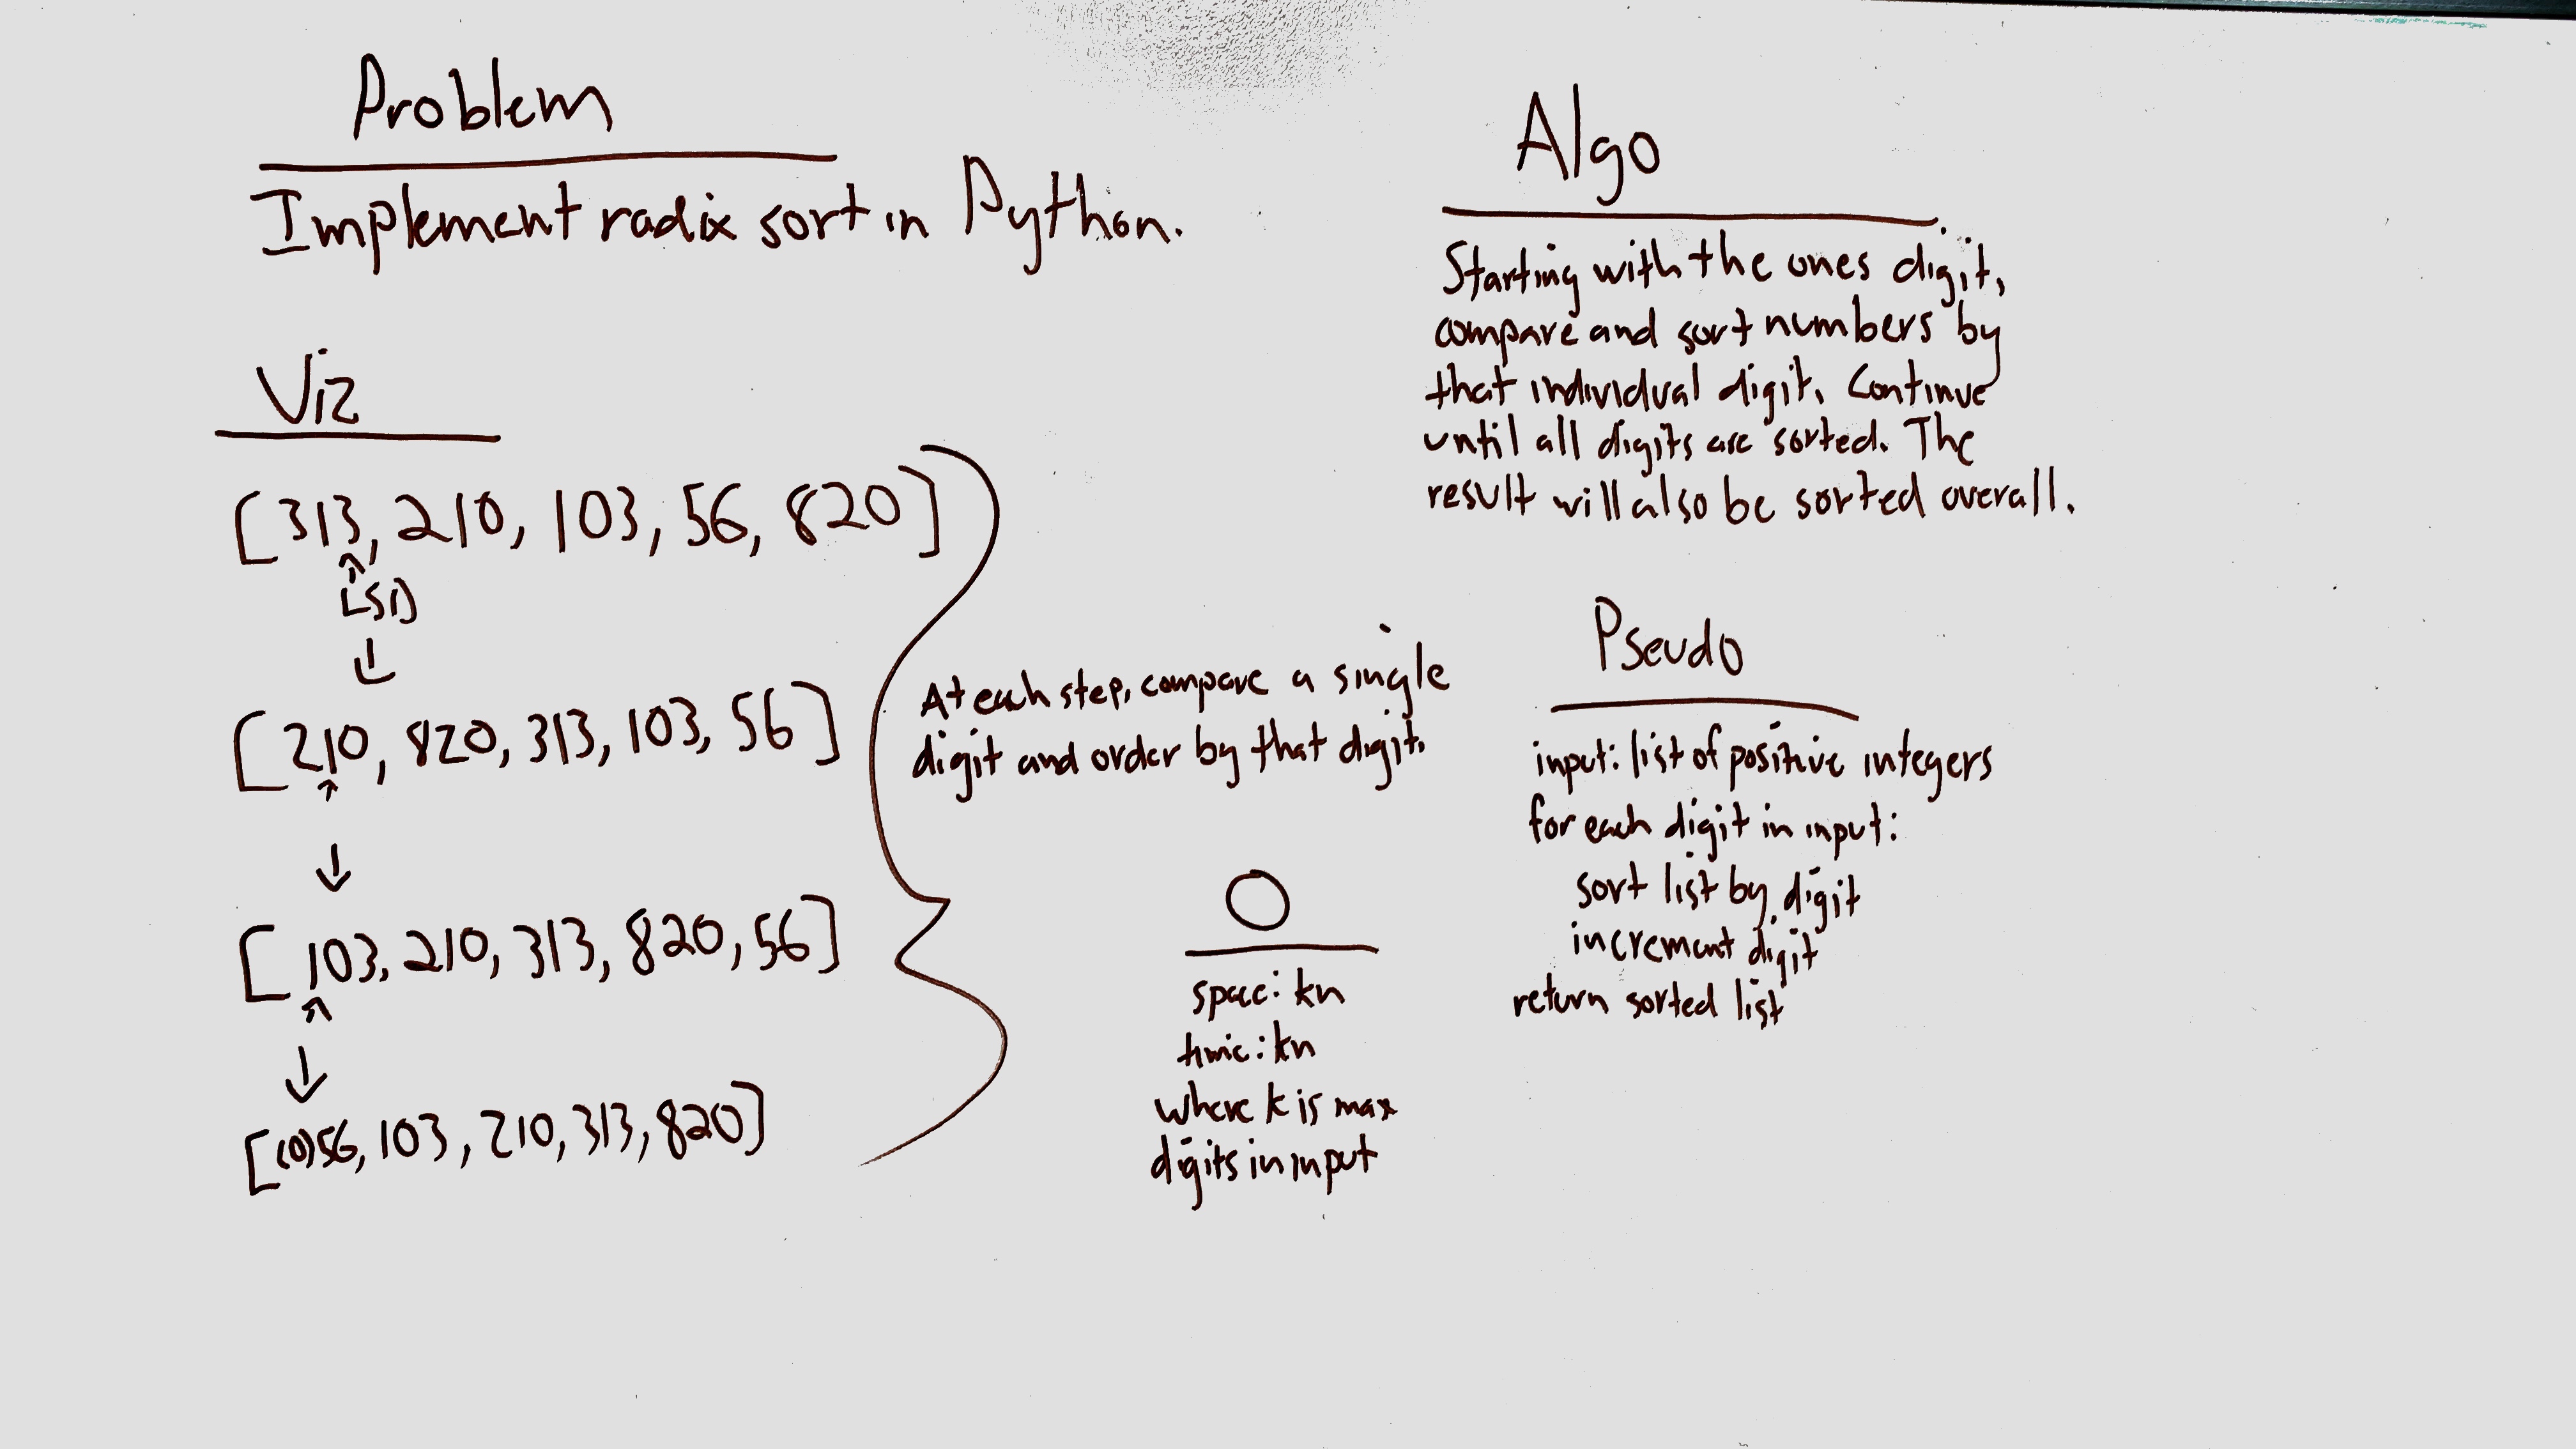 Problem
Implement radix sort in Python.
Viz
[313, 210, 103, 56, 820]
LSD
[210, 820, 313, 103, 56]
[103, 210, 313, 820, 56]
[(0)56, 103, 210, 313, 820]
At each step, compare a single
digit and order by that digit.
O
space: kn
time: kn
where k is max
digits in input
Algo
Starting with the ones digit,
compare and sort numbers by
that individual digit. Continue
until all digits are sorted. The
result will also be sorted overall.
Pseudo
input: list of positive integers
for each digit in input:
sort list by digit
increment digit
return sorted list